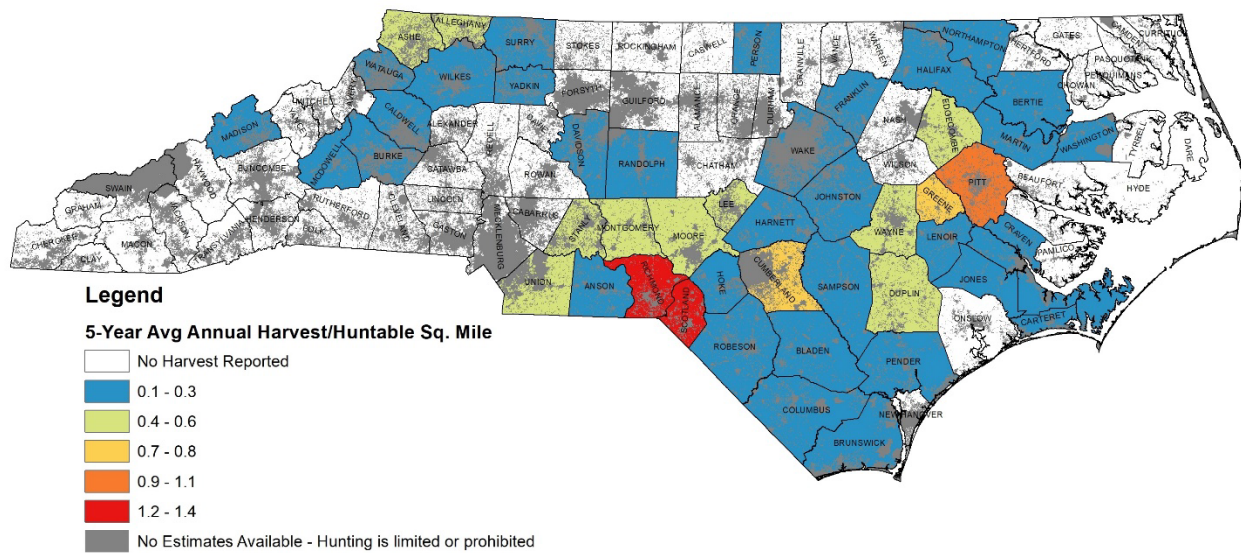 ALLEGHANY
ASHE
SURRY
STOKES
ROCKINGHAM
CASWELL
PERSON
GRANVILLE
VANCE
WARREN
NORTHAMPTON
HERTFORD
GATES
CAMDEN
CURRITUCK
PASQUOTANK
PERQUIMANS
CHOWAN
WATAUGA
WILKES
YADKIN
FORSYTH
GUILFORD
ALAMANCE
ORANGE
DURHAM
FRANKLIN
HALIFAX
BERTIE
AVERY
MITCHELL
MADISON
CALDWELL
ALEXANDER
IREDELL
DAVIE
DAVIDSON
RANDOLPH
CHATHAM
WAKE
NASH
EDGECOMBE
MARTIN
WASHINGTON
TYRRELL
DARE
MCDOWELL
BURKE
CATAWBA
ROWAN
JOHNSTON
WILSON
PITT
BEAUFORT
HYDE
SWAIN
HAYWOOD
BUNCOMBE
GRAHAM
JACKSON
HENDERSON
RUTHERFORD
POLK
CLEVELAND
LINCOLN
GASTON
MECKLENBURG
CABARRUS
STANLY
MONTGOMERY
MOORE
LEE
HARNETT
WAYNE
GREENE
LENOIR
CRAVEN
PAMLICO
CHEROKEE
CLAY
MACON
TRANSYLVANIA
UNION
ANSON
RICHMOND
SCOTLAND
HOKE
CUMBERLAND
SAMPSON
DUPLIN
JONES
CARTERET
ONSLOW
ROBESON
BLADEN
PENDER
COLUMBUS
NEW HANOVER
BRUNSWICK
Legend
5-Year Avg Annual Harvest/Huntable Sq. Mile
No Harvest Reported
0.1 - 0.3
0.4 - 0.6
0.7 - 0.8
0.9 - 1.1
1.2 - 1.4
No Estimates Available - Hunting is limited or prohibited